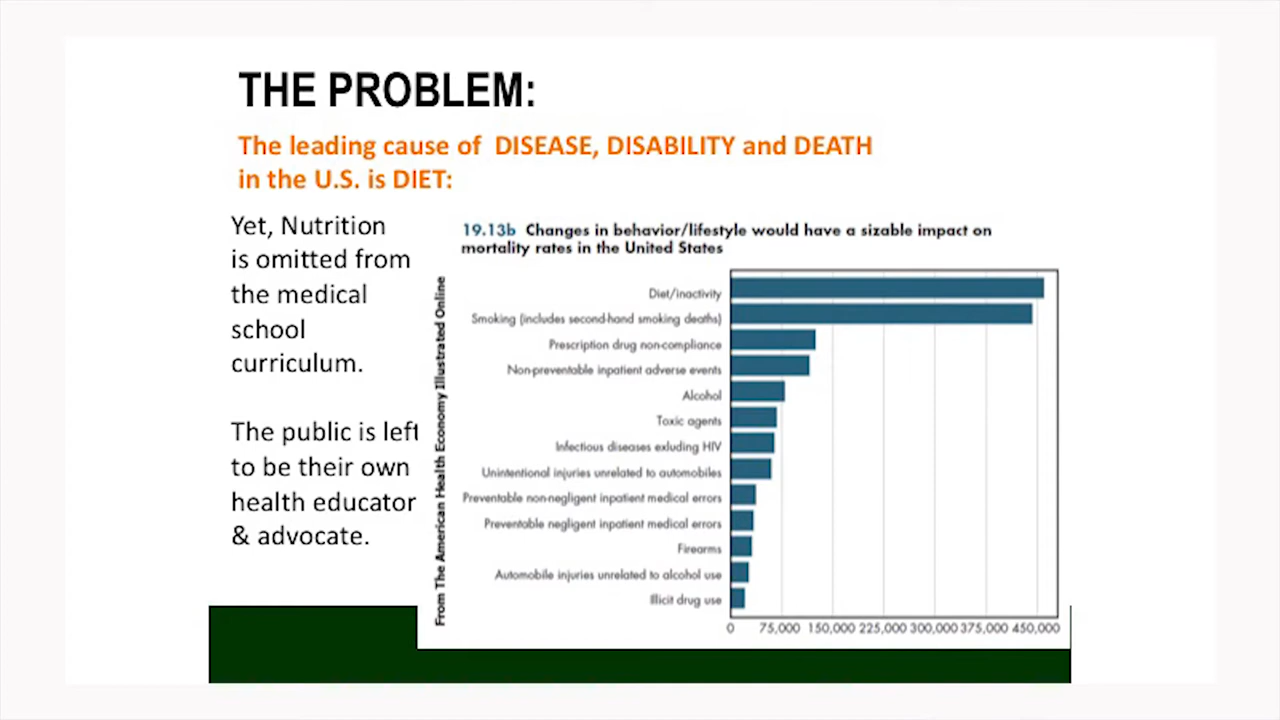 THE PROBLEM:
The leading cause of DISEASE, DISABILITY and DEATH
in the U.S. is DIET:
Yet, Nutrition
is omitted from
the medical
school
curriculum.
The public is left
to be their own
health educator
& advocate.
From The American Health Economy Illustrated Online
19.13b Changes in behavior/lifestyle would have a sizable impact on
mortality rates in the United States
Diet/inactivity
Smoking (includes second-hand smoking deaths)
Prescription drug non-compliance
Non-preventable inpatient adverse events
Alcohol
Toxic agents
Infectious diseases exluding HIV
Unintentional injuries unrelated to automobiles
Preventable non-negligent inpatient medical errors
Preventable negligent inpatient medical errors
Firearms
Automobile injuries unrelated to alcohol use
Illicit drug use
0 75,000 150,000 225,000 300,000 375,000 450,000